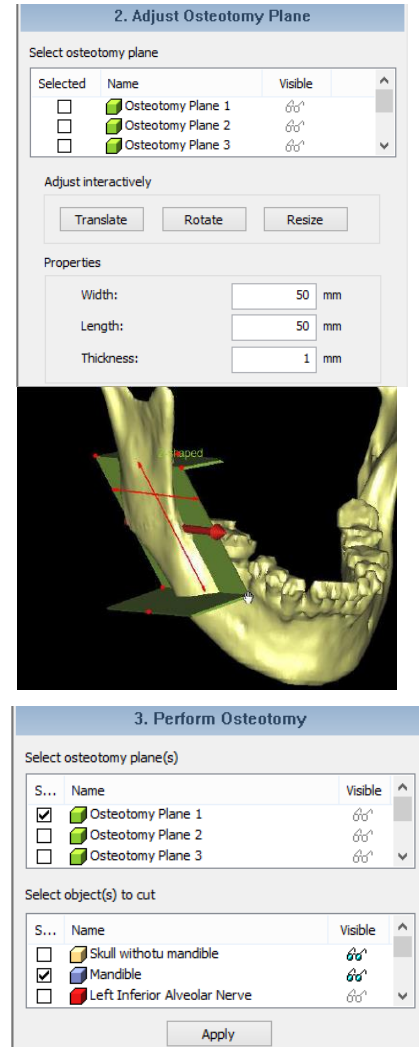 2. Adjust Osteotomy Plane
Select osteotomy plane
Selected Name Visible
Osteotomy Plane 1
Osteotomy Plane 2
Osteotomy Plane 3
Adjust interactively
Translate Rotate Resize
Properties
Width: 50 mm
Length: 50 mm
Thickness: 1 mm
shaped
3. Perform Osteotomy
Select osteotomy plane(s)
S... Name Visible
Osteotomy Plane 1
Osteotomy Plane 2
Osteotomy Plane 3
Select object(s) to cut
S... Name Visible
Skull withotu mandible
Mandible
Left Inferior Alveolar Nerve
Apply